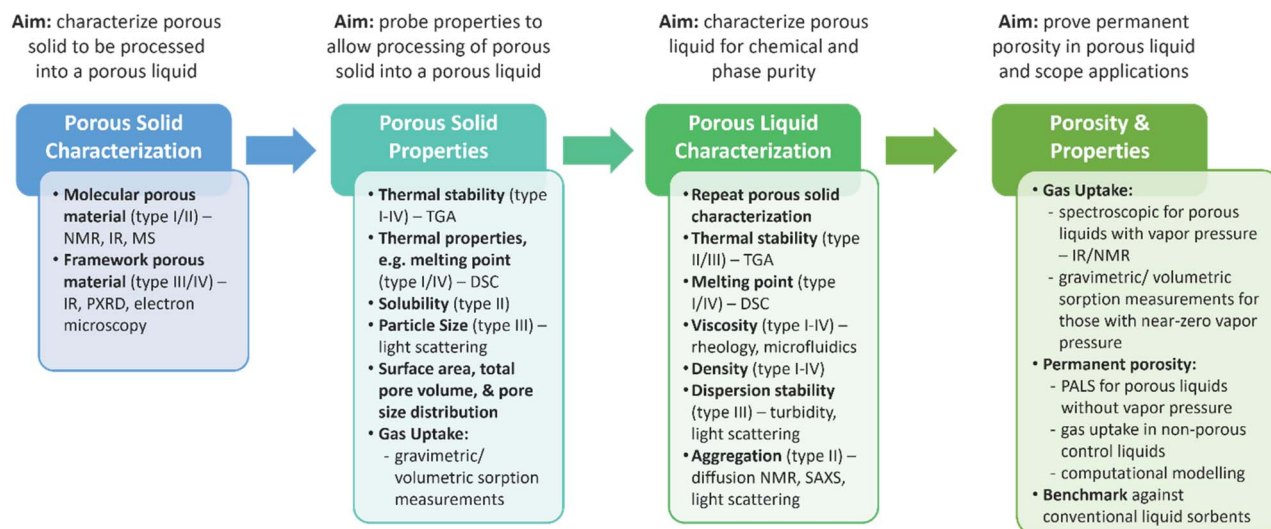 Aim: characterize porous
solid to be processed
into a porous liquid
Porous Solid
Characterization
• Molecular porous
material (type I/II) –
NMR, IR, MS
• Framework porous
material (type III/IV) –
IR, PXRD, electron
microscopy
Aim: probe properties to
allow processing of porous
solid into a porous liquid
Porous Solid
Properties
• Thermal stability (type
I-IV) – TGA
• Thermal properties,
e.g. melting point
(type I/IV) – DSC
• Solubility (type II)
• Particle Size (type III) –
light scattering
• Surface area, total
pore volume, & pore
size distribution
• Gas Uptake:
- gravimetric/
volumetric sorption
measurements
Aim: characterize porous
liquid for chemical and
phase purity
Porous Liquid
Characterization
• Repeat porous solid
characterization
• Thermal stability (type
II/III) – TGA
• Melting point (type
I/IV) – DSC
• Viscosity (type I-IV) –
rheology, microfluidics
• Density (type I-IV)
• Dispersion stability
(type III) – turbidity,
light scattering
• Aggregation (type II) –
diffusion NMR, SAXS,
light scattering
Aim: prove permanent
porosity in porous liquid
and scope applications
Porosity &
Properties
• Gas Uptake:
- spectroscopic for porous
liquids with vapor pressure
– IR/NMR
- gravimetric/ volumetric
sorption measurements for
those with near-zero vapor
pressure
• Permanent porosity:
- PALS for porous liquids
without vapor pressure
- gas uptake in non-porous
control liquids
- computational modelling
• Benchmark against
conventional liquid sorbents